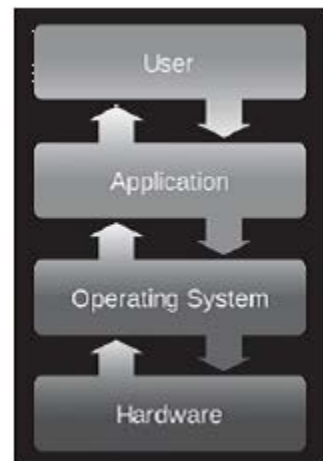 User
Application
Operating System
Hardware